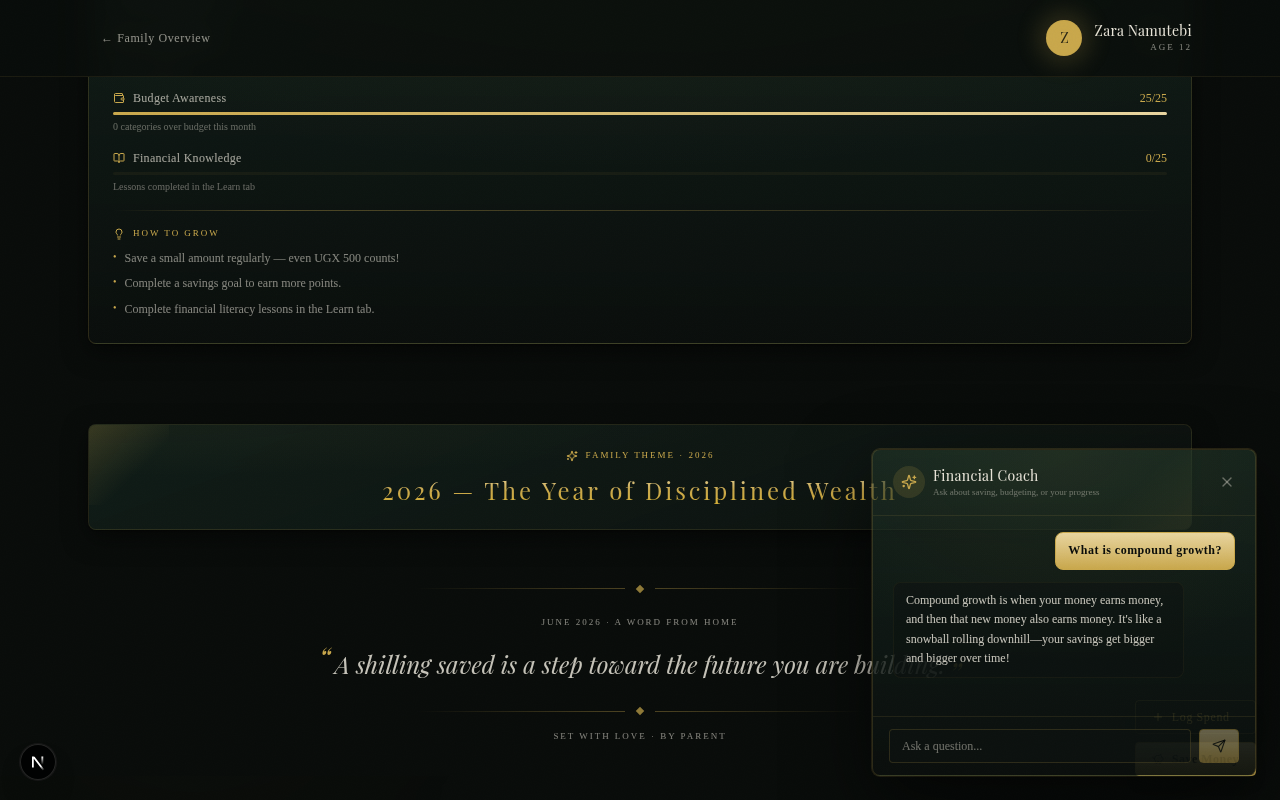 ← Family Overview
Z
Zara Namutebi
AGE 12
Budget Awareness
25/25
0 categories over budget this month
Financial Knowledge
0/25
Lessons completed in the Learn tab
HOW TO GROW
• Save a small amount regularly — even UGX 500 counts!
• Complete a savings goal to earn more points.
• Complete financial literacy lessons in the Learn tab.
FAMILY THEME · 2026
2026 — The Year of Disciplined Wealth
JUNE 2026 · A WORD FROM HOME
“A shilling saved is a step toward the future you are building.”
SET WITH LOVE · BY PARENT
N
Financial Coach
Ask about saving, budgeting, or your progress
What is compound growth?
Compound growth is when your money earns money,
and then that new money also earns money. It's like a
snowball rolling downhill—your savings get bigger
and bigger over time!
+ Log Spend
Ask a question...